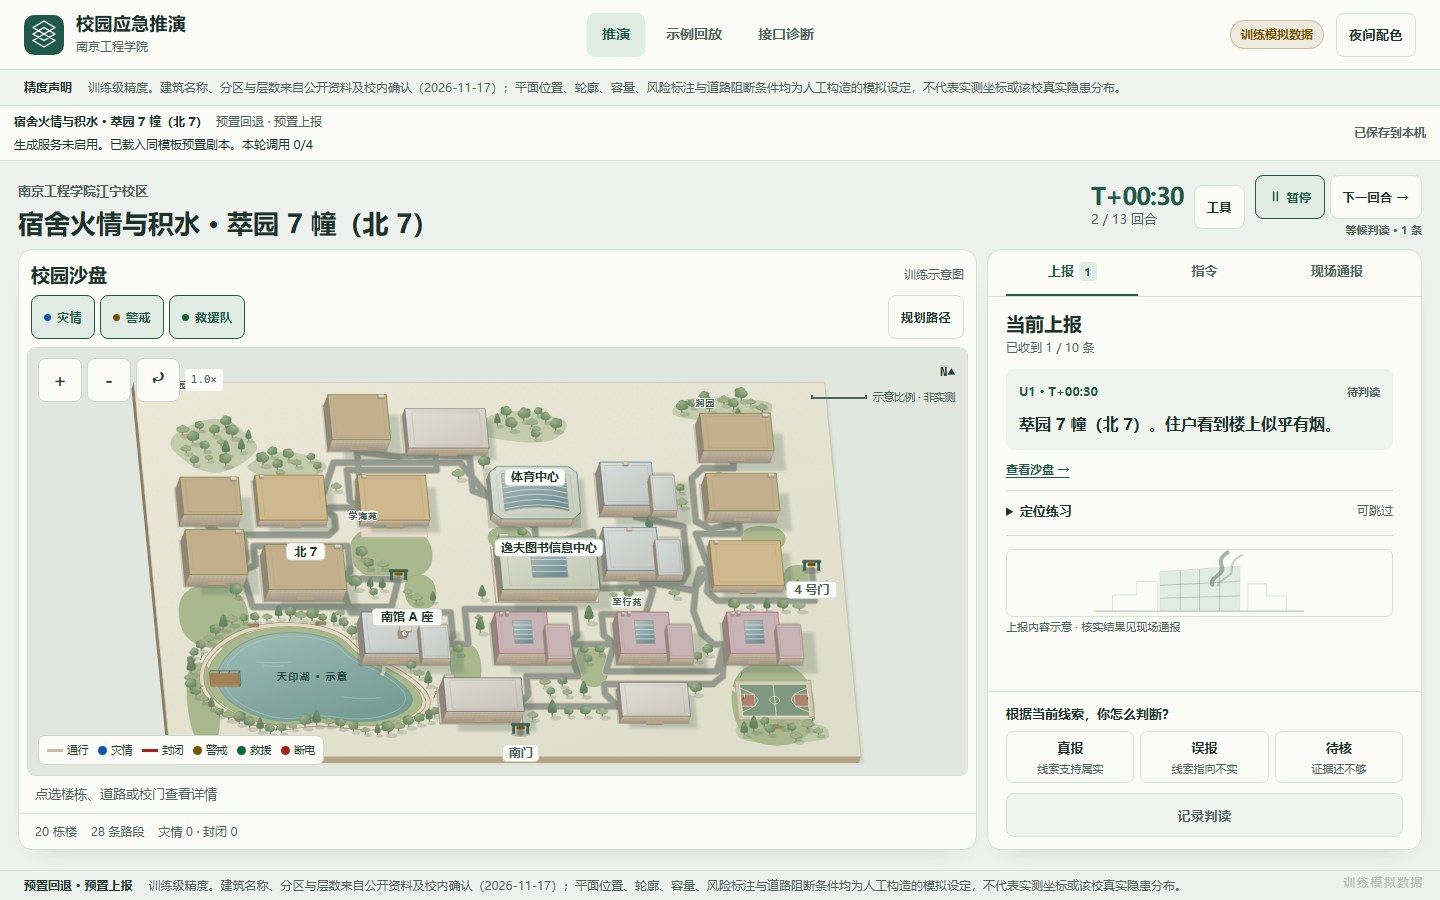 校园应急推演
南京工程学院
推演
示例回放
接口诊断
训练模拟数据
夜间配色
精度声明 训练级精度。建筑名称、分区与层数来自公开资料及校内确认（2026-11-17）；平面位置、轮廓、容量、风险标注与道路阻断条件均为人工构造的模拟设定，不代表实测坐标或该校真实隐患分布。
宿舍火情与积水 • 萃园 7 幢（北 7） 预置回退 · 预置上报
生成服务未启用。已载入同模板预置剧本。本轮调用 0/4
已保存到本机
南京工程学院江宁校区
宿舍火情与积水 • 萃园 7 幢（北 7）
T+00:30
2 / 13 回合
工具
II 暂停
下一回合 →
等候判读 • 1 条
校园沙盘
训练示意图
灾情
警戒
救援队
规划路径
+
-
1.0×
N
示意比例 · 非实测
润园
体育中心
学海苑
逸夫图书信息中心
北 7
4 号门
至行苑
南馆 A 座
天印湖 • 示意
南门
通行 灾情 封闭 警戒 救援 断电
点选楼栋、道路或校门查看详情
20 栋楼 28 条路段 灾情 0 · 封闭 0
上报 1
指令
现场通报
当前上报
已收到 1 / 10 条
U1 • T+00:30
待判读
萃园 7 幢（北 7）。住户看到楼上似乎有烟。
查看沙盘 →
定位练习
可跳过
上报内容示意 · 核实结果见现场通报
根据当前线索，你怎么判断？
真报
线索支持属实
误报
线索指向不实
待核
证据还不够
记录判读
预置回退 • 预置上报 训练级精度。建筑名称、分区与层数来自公开资料及校内确认（2026-11-17）；平面位置、轮廓、容量、风险标注与道路阻断条件均为人工构造的模拟设定，不代表实测坐标或该校真实隐患分布。
训练模拟数据